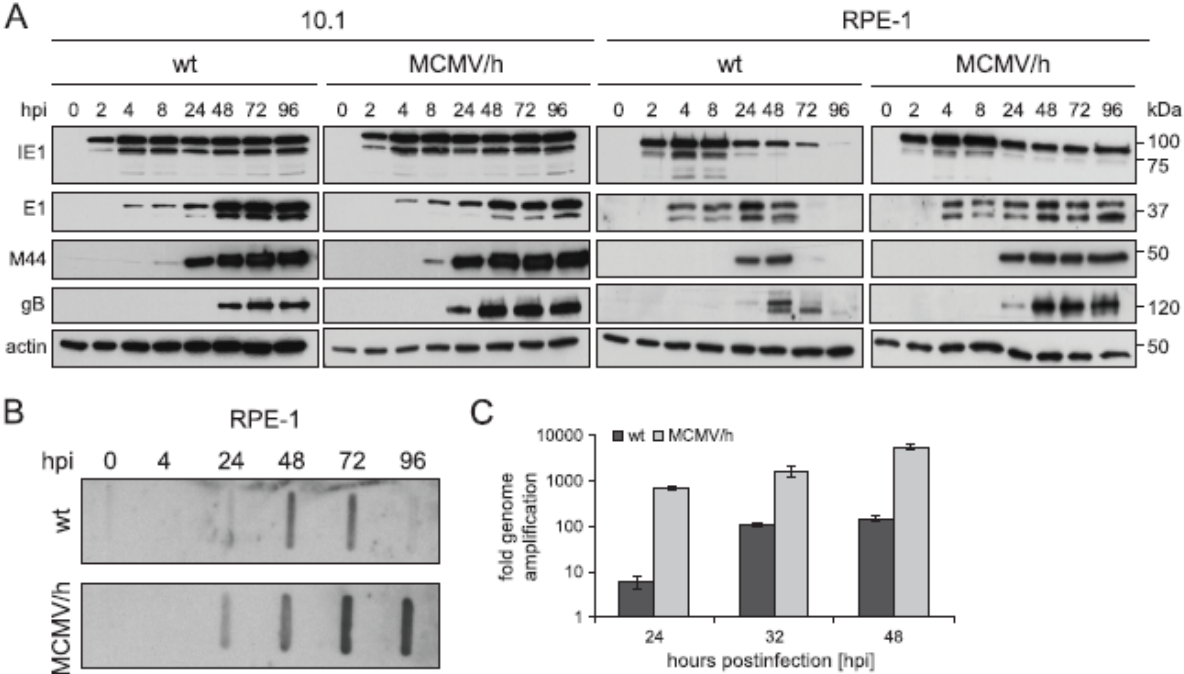 A
10.1
RPE-1
wt
MCMV/h
wt
MCMV/h
hpi 0 2 4 8 24 48 72 96 0 2 4 8 24 48 72 96 0 2 4 8 24 48 72 96 0 2 4 8 24 48 72 96 kDa
IE1
100
75
E1
37
M44
50
gB
120
actin
50
B
RPE-1
hpi 0 4 24 48 72 96
wt
MCMV/h
C
wt MCMV/h
10000
1000
100
10
1
fold genome
amplification
24 32 48
hours postinfection [hpi]